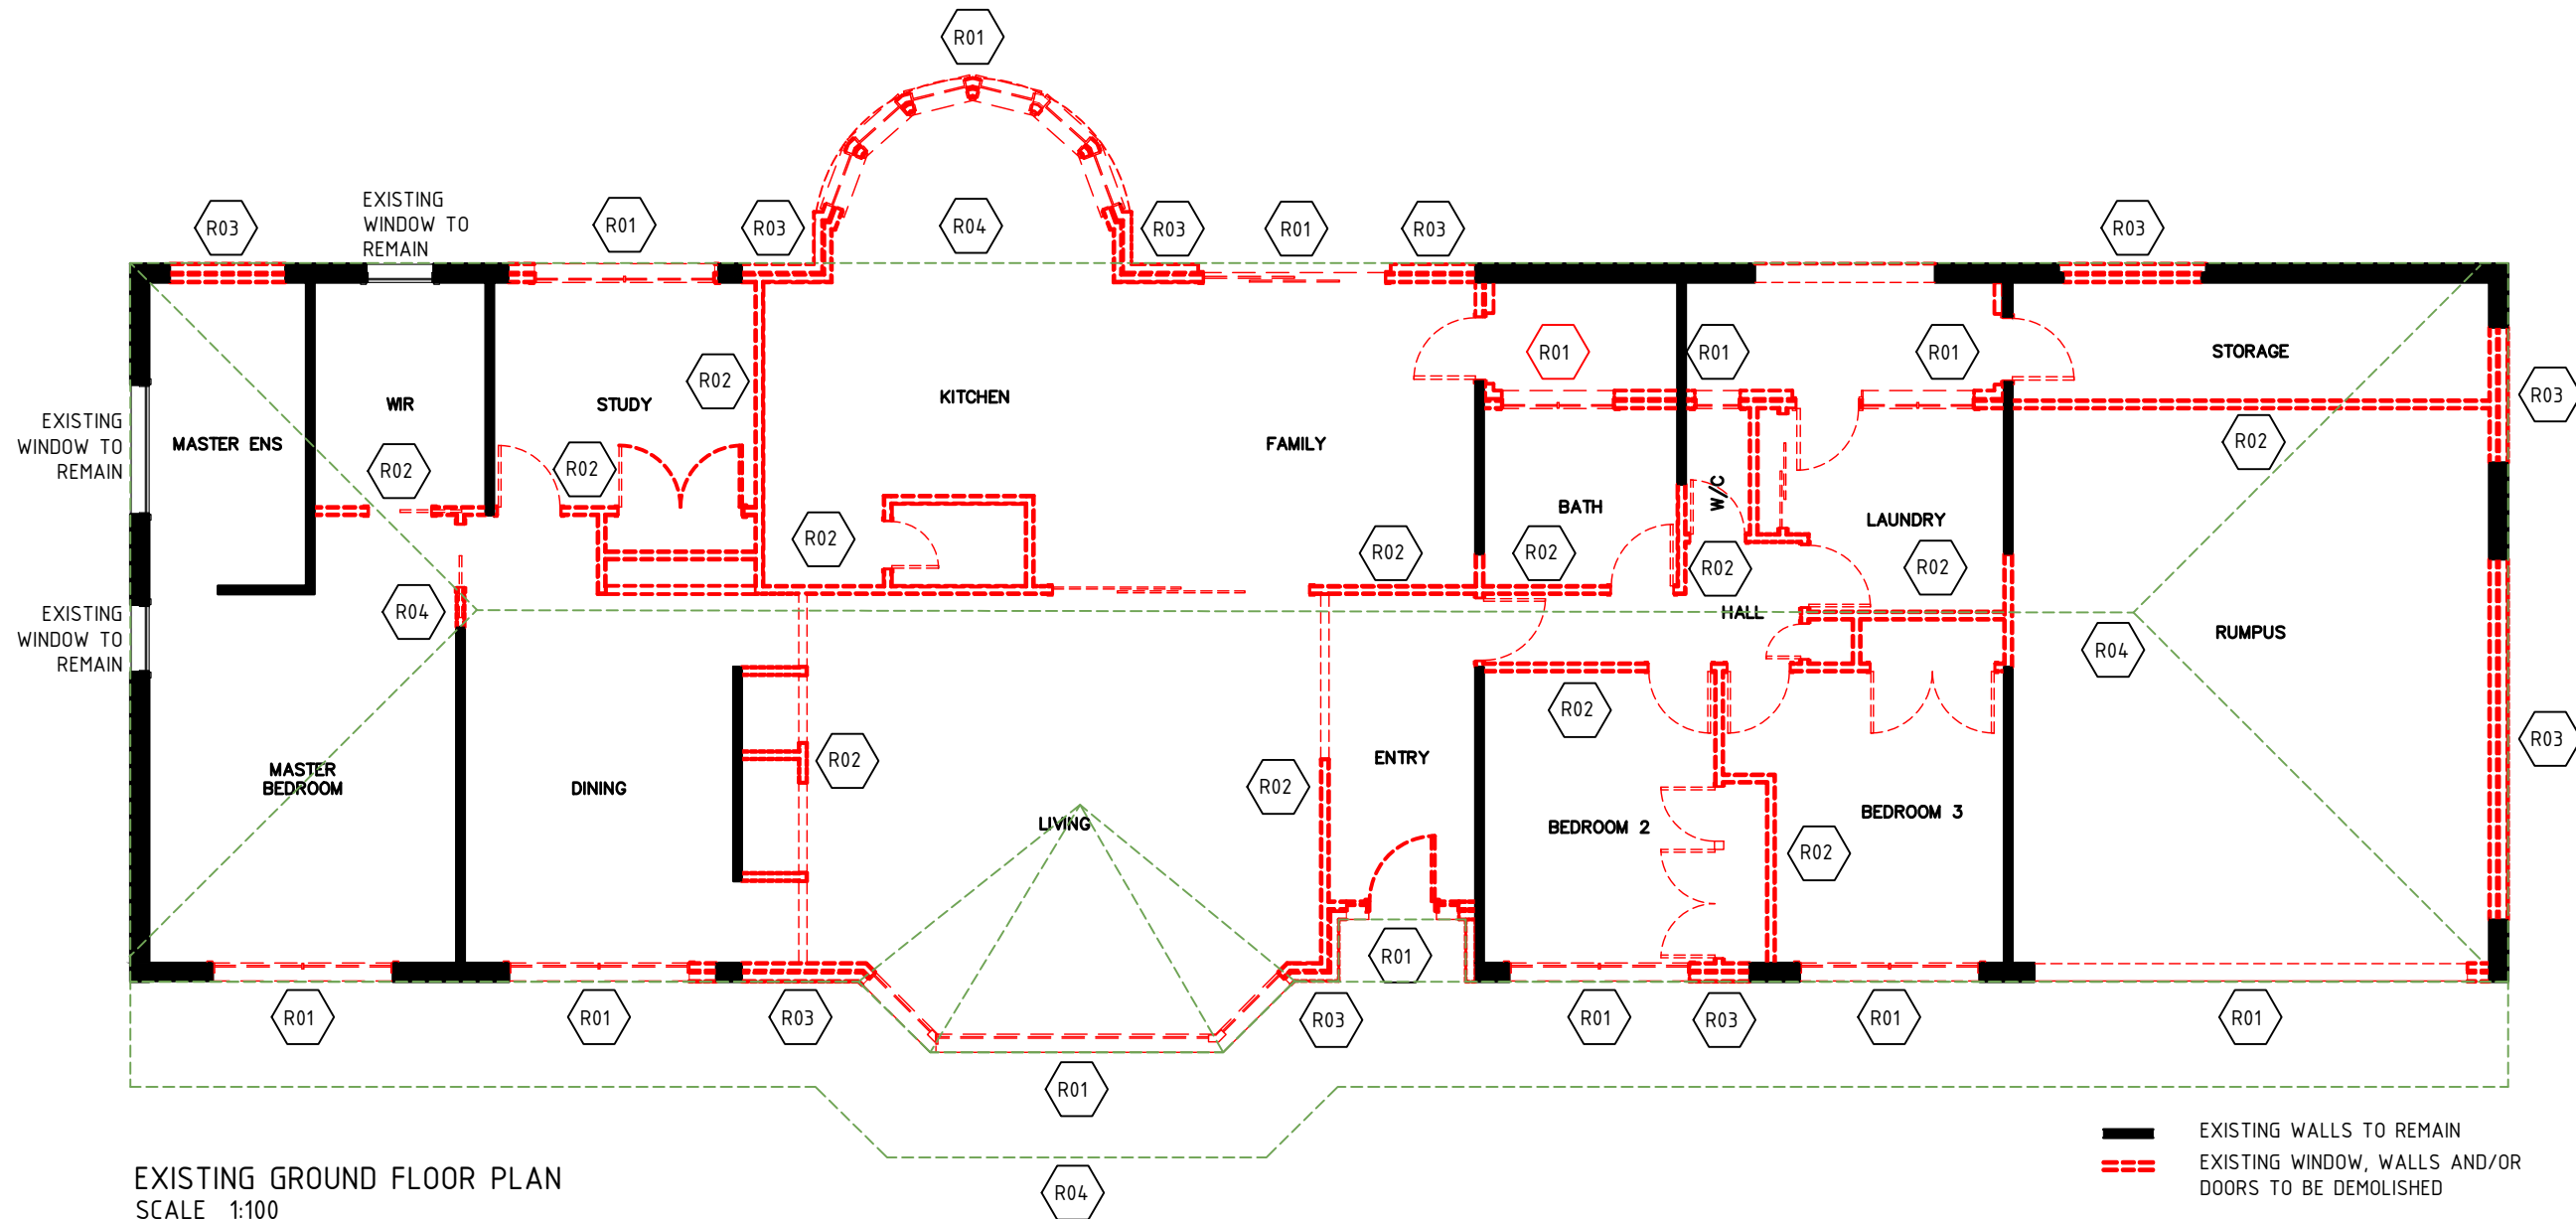 R01
EXISTING
WINDOW TO
REMAIN
R03
R01
R03
R04
R03
R01
R03
R03
R02
R01
R01
R01
STORAGE
WIR
STUDY
KITCHEN
R03
EXISTING
WINDOW TO
REMAIN
MASTER ENS
FAMILY
R02
R02
R02
BATH
W/C
LAUNDRY
R02
R02
R02
R02
R02
EXISTING
WINDOW TO
REMAIN
R04
HALL
RUMPUS
R04
R02
MASTER
BEDROOM
DINING
R02
R02
ENTRY
R03
LIVING
BEDROOM 2
BEDROOM 3
R02
R01
R01
R01
R03
R03
R01
R03
R01
R01
R01
R04
EXISTING GROUND FLOOR PLAN
SCALE 1:100
EXISTING WALLS TO REMAIN
EXISTING WINDOW, WALLS AND/OR
DOORS TO BE DEMOLISHED